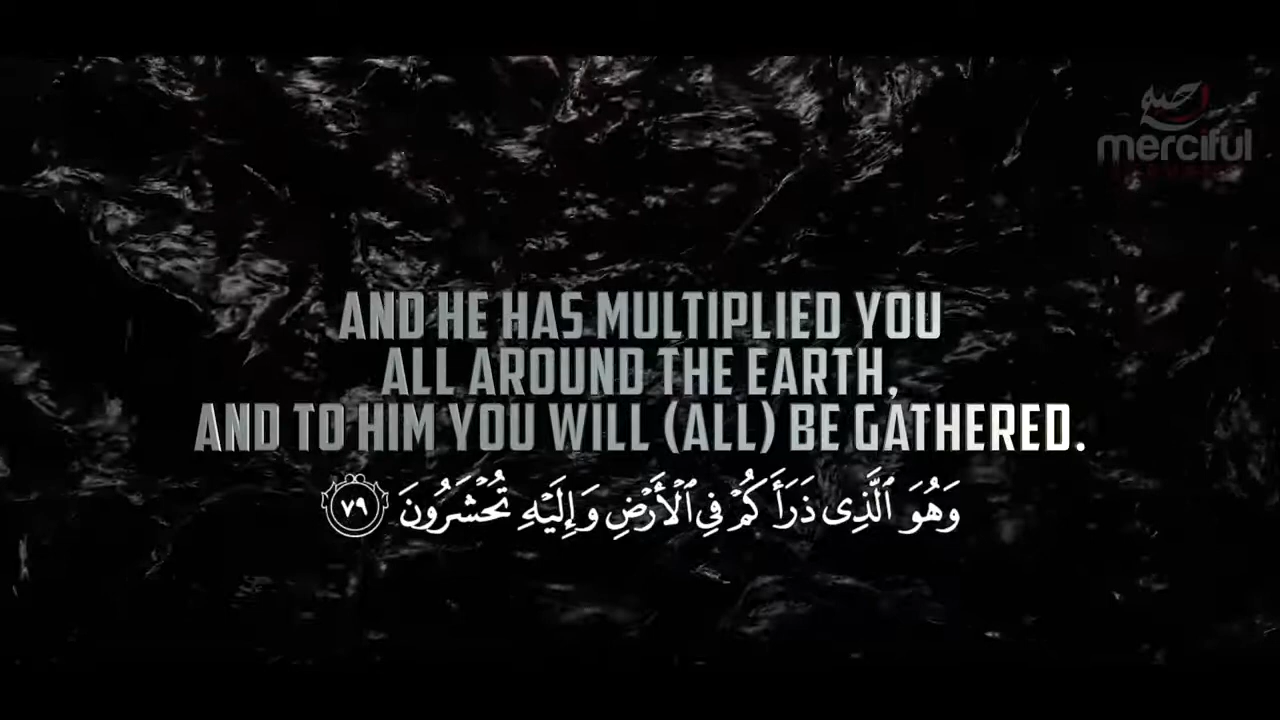 merciful
AND HE HAS MULTIPLIED YOU
ALL AROUND THE EARTH,
AND TO HIM YOU WILL (ALL) BE GATHERED.
وَهُوَ ٱلَّذِى ذَرَأَكُمْ فِى ٱلْأَرْضِ وَإِلَيْهِ تُحْشَرُونَ ٧٩